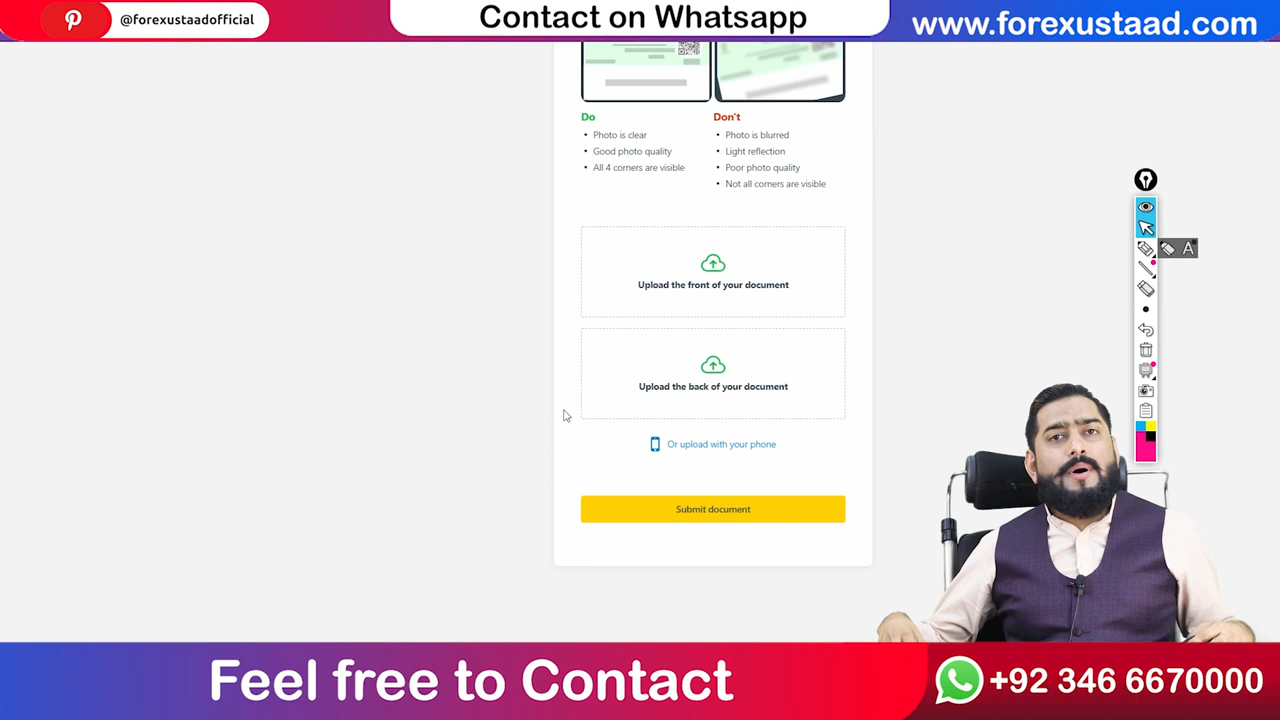 @forexustaadofficial
Contact on Whatsapp
www.forexustaad.com
Do
• Photo is clear
• Good photo quality
• All 4 corners are visible
Don't
• Photo is blurred
• Light reflection
• Poor photo quality
• Not all corners are visible
A
Upload the front of your document
Upload the back of your document
Or upload with your phone
Submit document
Feel free to Contact
+92 346 6670000